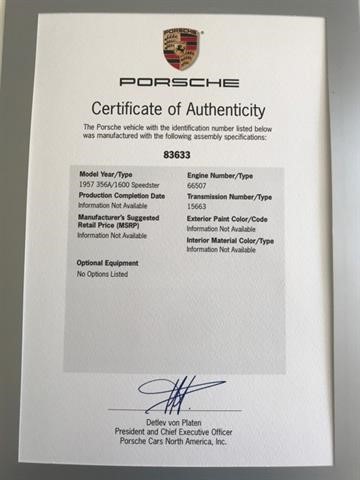 PORSCHE
PORSCHE
Certificate of Authenticity
The Porsche vehicle with the identification number listed below
was manufactured with the following assembly specifications:
83633
Model Year/Type
1957 356A/1600 Speedster
Production Completion Date
Information Not Available
Manufacturer's Suggested
Retail Price (MSRP)
Information Not Available
Engine Number/Type
66507
Transmission Number/Type
15663
Exterior Paint Color/Code
Information Not Available
Interior Material Color/Type
Information Not Available
Optional Equipment
No Options Listed
Detlev von Platen
President and Chief Executive Officer
Porsche Cars North America, Inc.